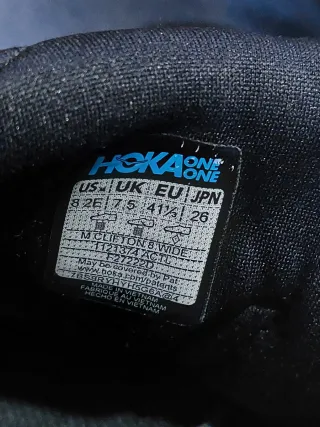 HOKA ONE ONE
US M UK EU JPN
8 2E 7.5 41⅓ 26
M CLIFTON 8 WIDE
1121374 ACTL
F27222H
May be covered by Pat
www.hoka.com/patents
MADE IN VIETNAM
FABRIQUÉ AU VIETNAM
HECHO EN VIETNAM